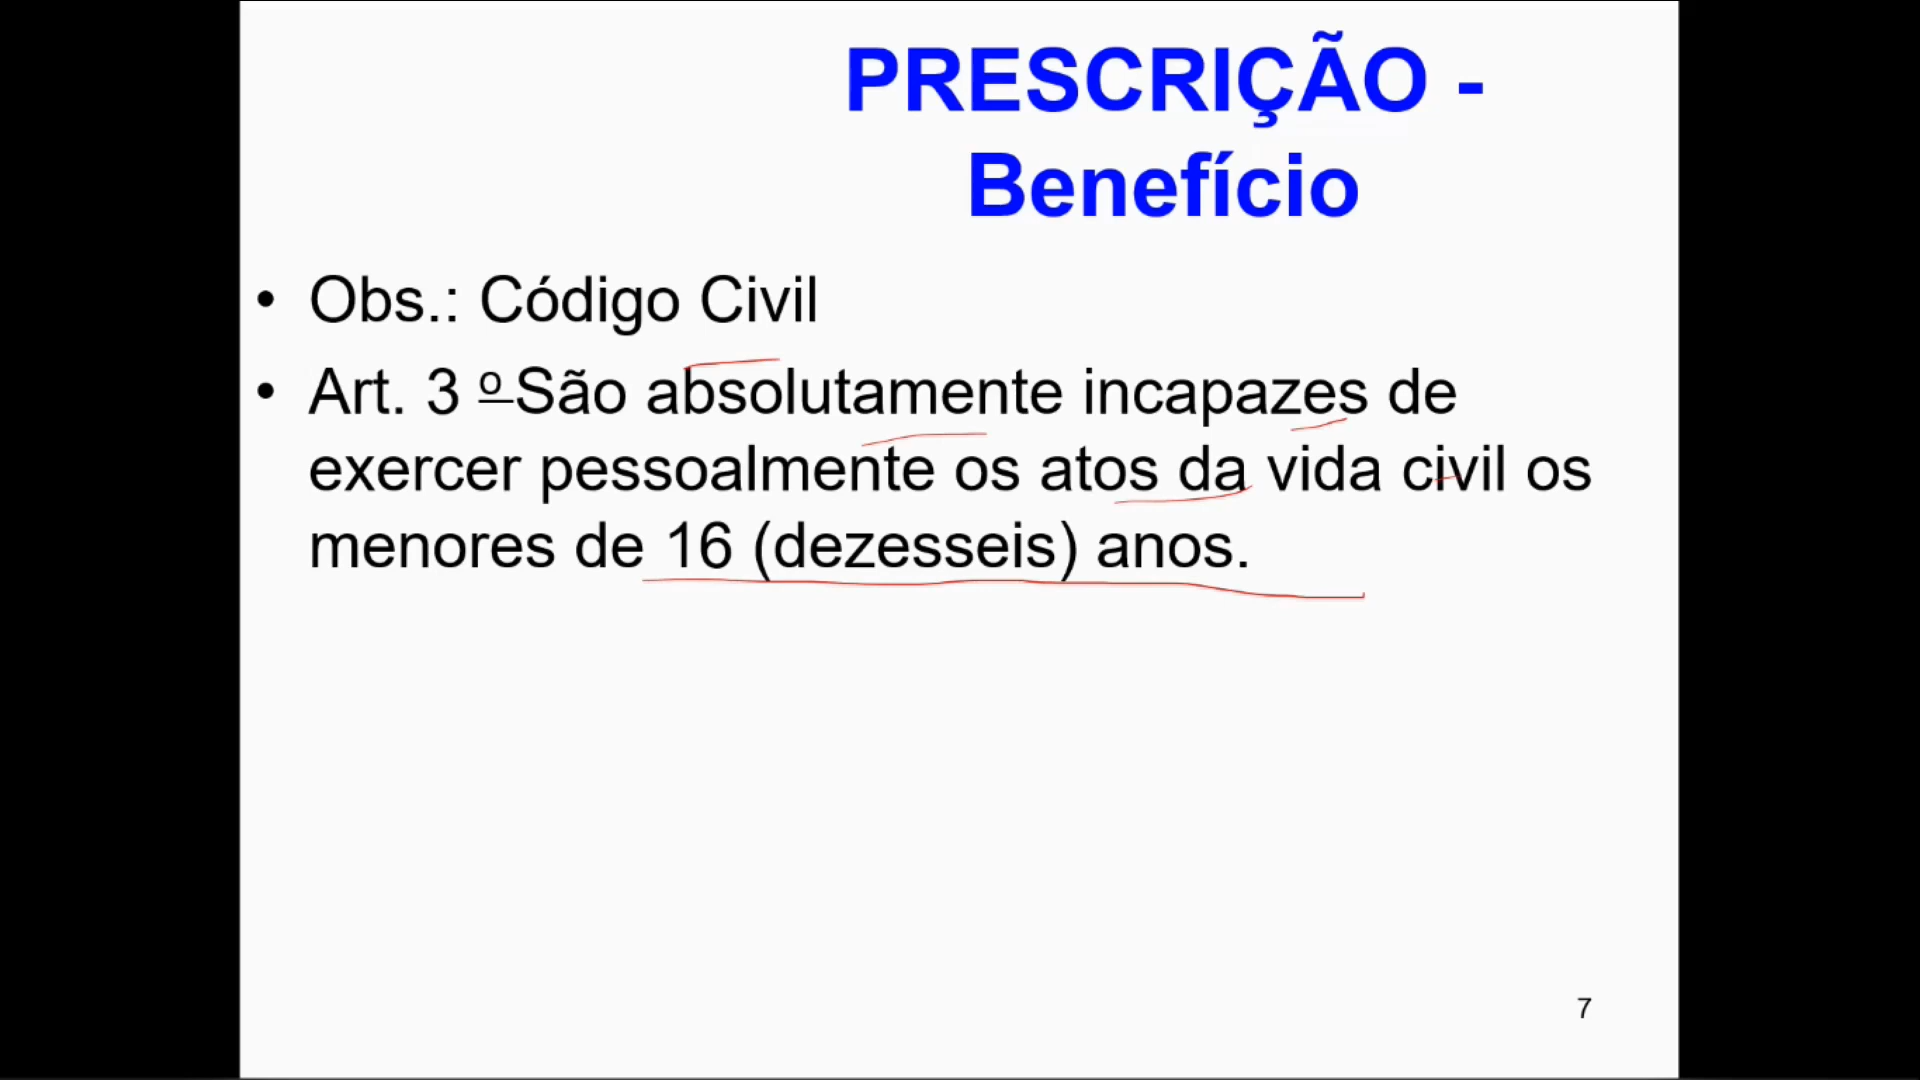 PRESCRIÇÃO -
Benefício
• Obs.: Código Civil
• Art. 3 º São absolutamente incapazes de
exercer pessoalmente os atos da vida civil os
menores de 16 (dezesseis) anos.
7